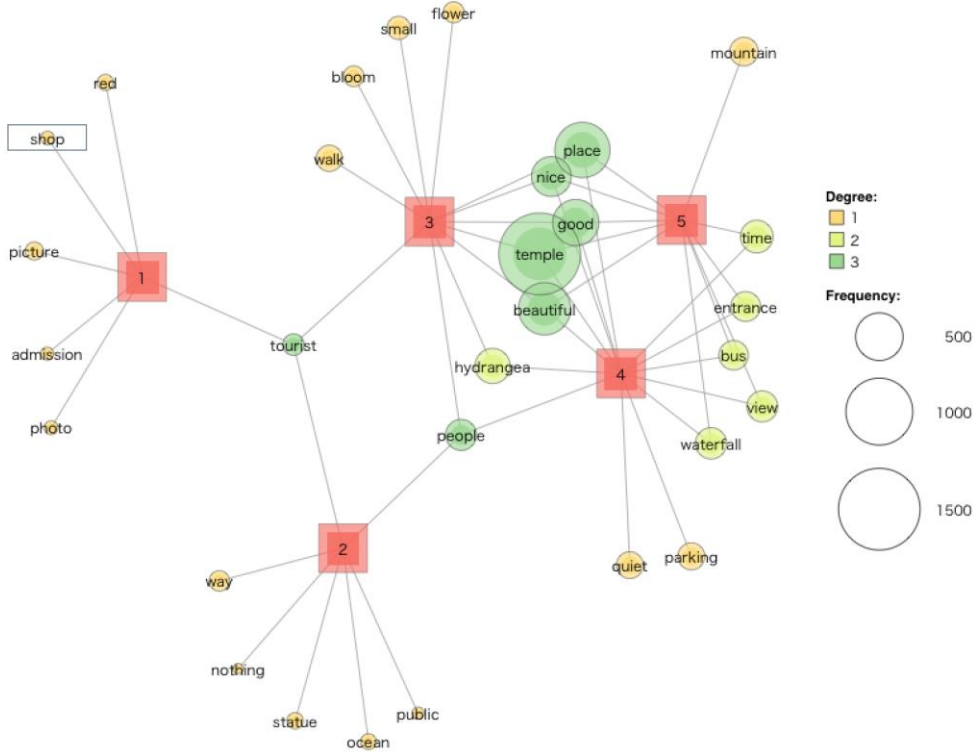 flower
small
mountain
bloom
red
shop
place
walk
nice
Degree:
1
2
3
3
5
good
time
picture
temple
1
Frequency:
entrance
beautiful
500
tourist
admission
bus
hydrangea
4
view
1000
photo
people
waterfall
1500
2
parking
quiet
way
nothing
public
statue
ocean